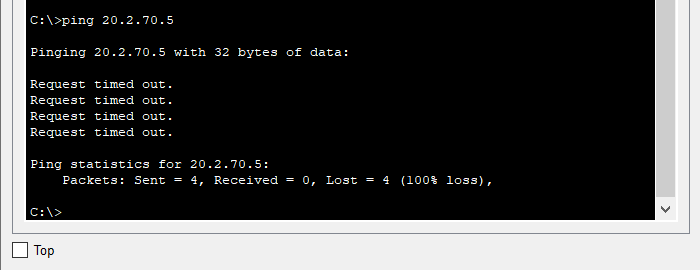 C:\>ping 20.2.70.5
Pinging 20.2.70.5 with 32 bytes of data:
Request timed out.
Request timed out.
Request timed out.
Request timed out.
Ping statistics for 20.2.70.5:
    Packets: Sent = 4, Received = 0, Lost = 4 (100% loss),
C:\>
Top